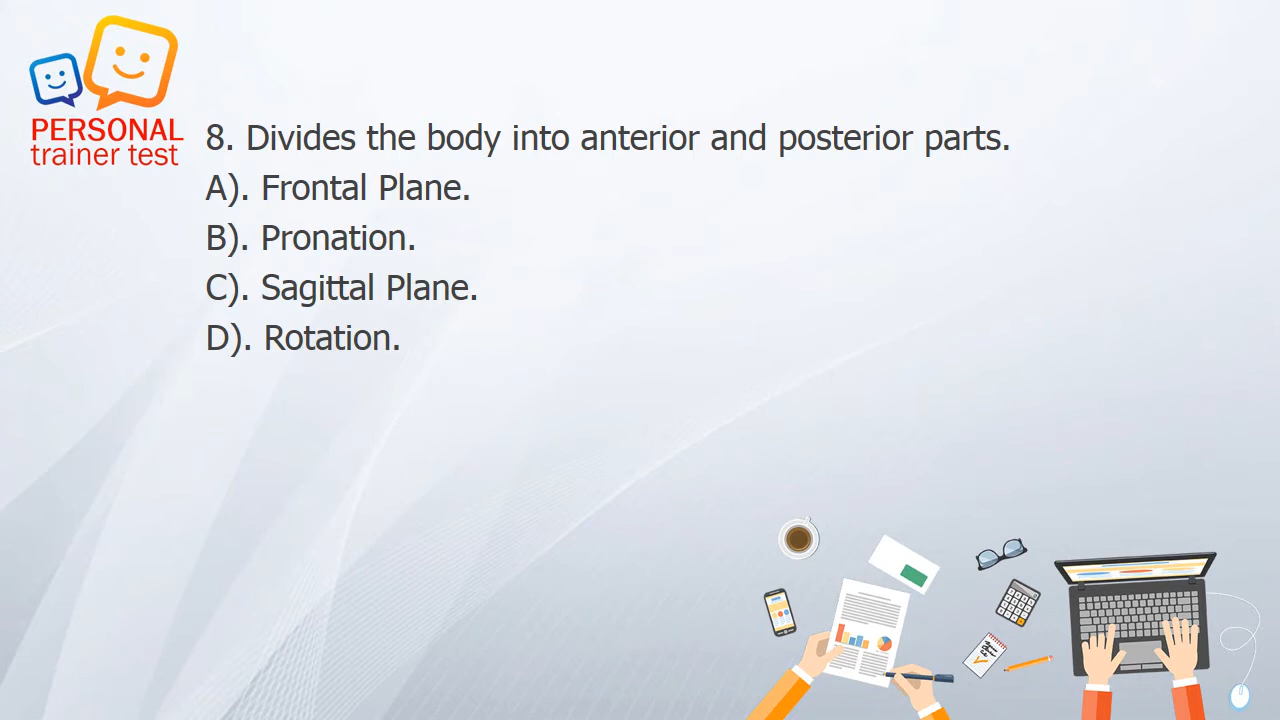 PERSONAL
trainer test
8. Divides the body into anterior and posterior parts.
A). Frontal Plane.
B). Pronation.
C). Sagittal Plane.
D). Rotation.